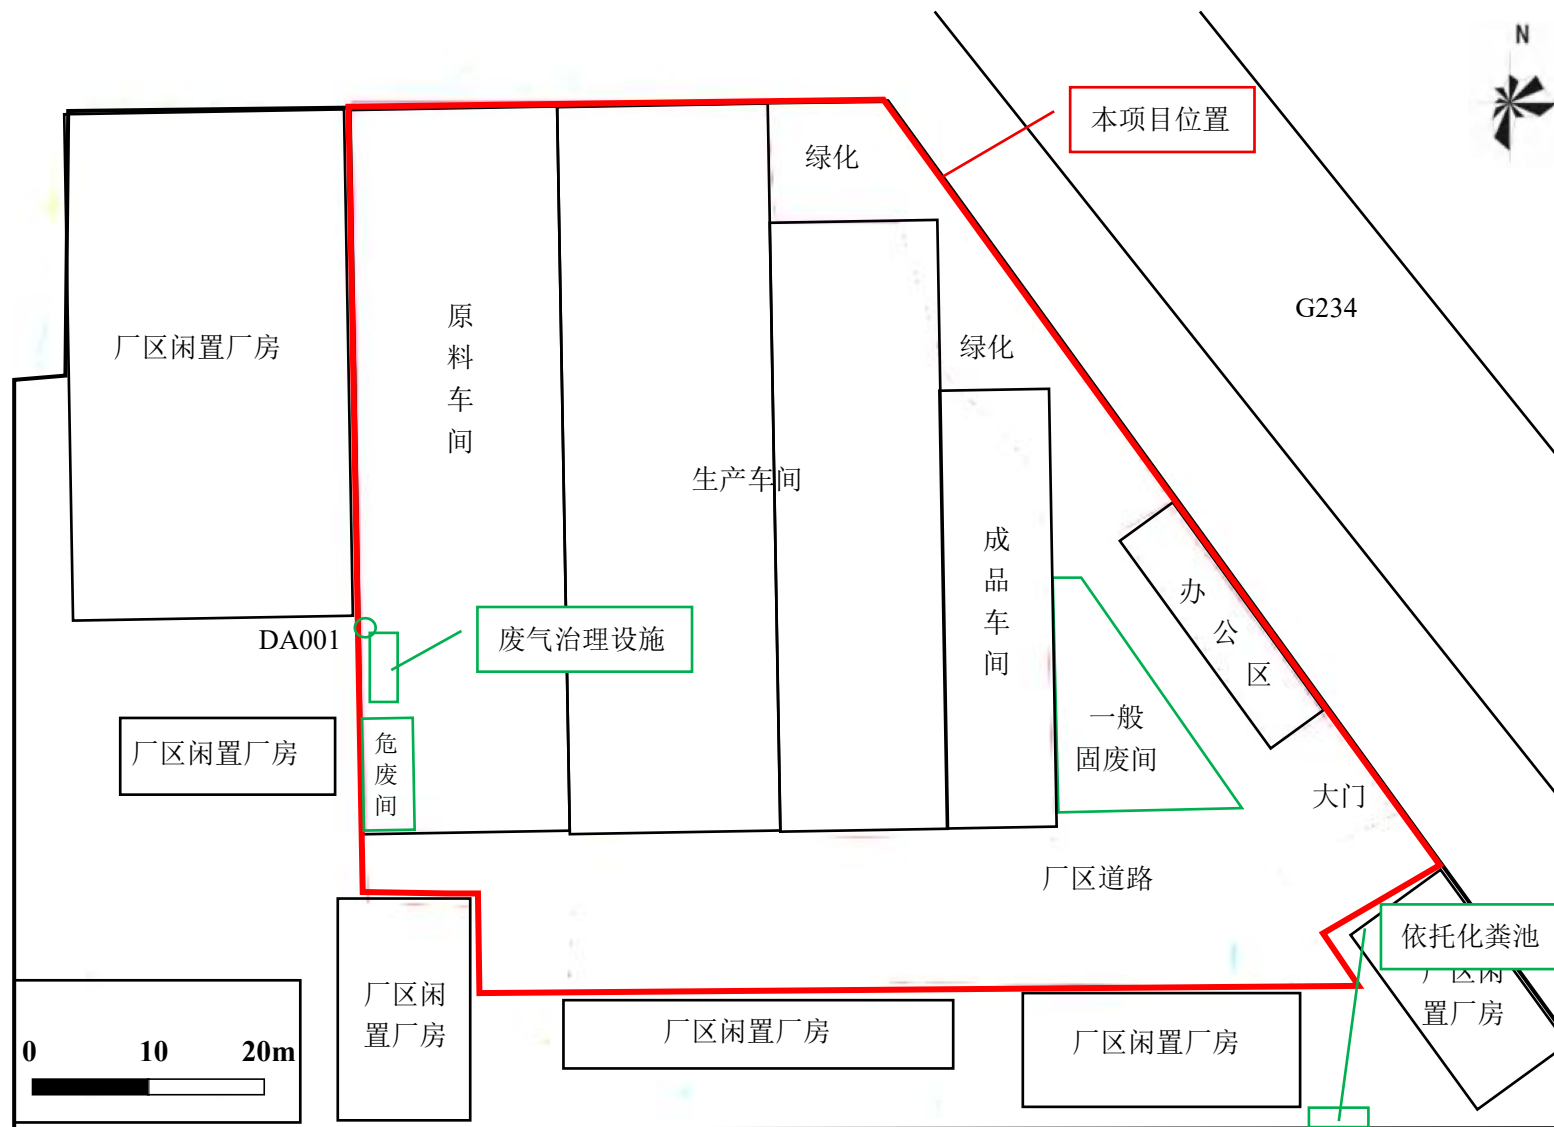 N
本项目位置
绿化
G234
原料车间
厂区闲置厂房
绿化
生产车间
成品车间
办公区
DA001
废气治理设施
一般
固废间
危废间
厂区闲置厂房
大门
厂区道路
依托化粪池
厂区闲
置厂房
厂区闲
置厂房
厂区闲置厂房
厂区闲置厂房
0 10 20m